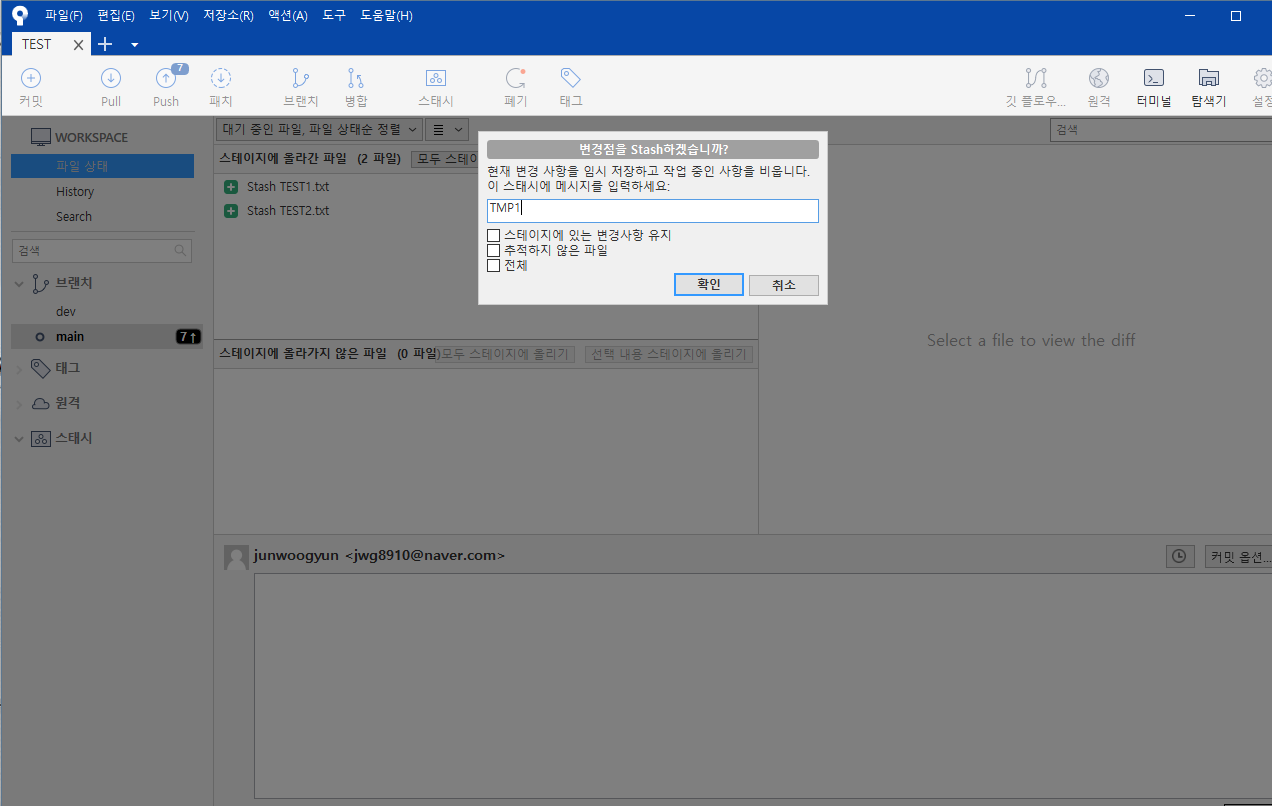 파일(F) 편집(E) 보기(V) 저장소(R) 액션(A) 도구 도움말(H)
TEST
7
커밋 Pull Push 패치 브랜치 병합 스태시 폐기 태그 깃 플로우... 원격 터미널 탐색기 설정
WORKSPACE
파일 상태
History
Search
검색
브랜치
dev
main 7↑
태그
원격
스태시
대기 중인 파일, 파일 상태순 정렬
검색
스테이지에 올라간 파일 (2 파일) 모두 스테이
Stash TEST1.txt
Stash TEST2.txt
변경점을 Stash하겠습니까?
현재 변경 사항을 임시 저장하고 작업 중인 사항을 비웁니다.
이 스태시에 메시지를 입력하세요:
TMP1
스테이지에 있는 변경사항 유지
추적하지 않은 파일
전체
확인 취소
스테이지에 올라가지 않은 파일 (0 파일) 모두 스테이지에 올리기 선택 내용 스테이지에 올리기
Select a file to view the diff
junwoogyun <jwg8910@naver.com>
커밋 옵션...